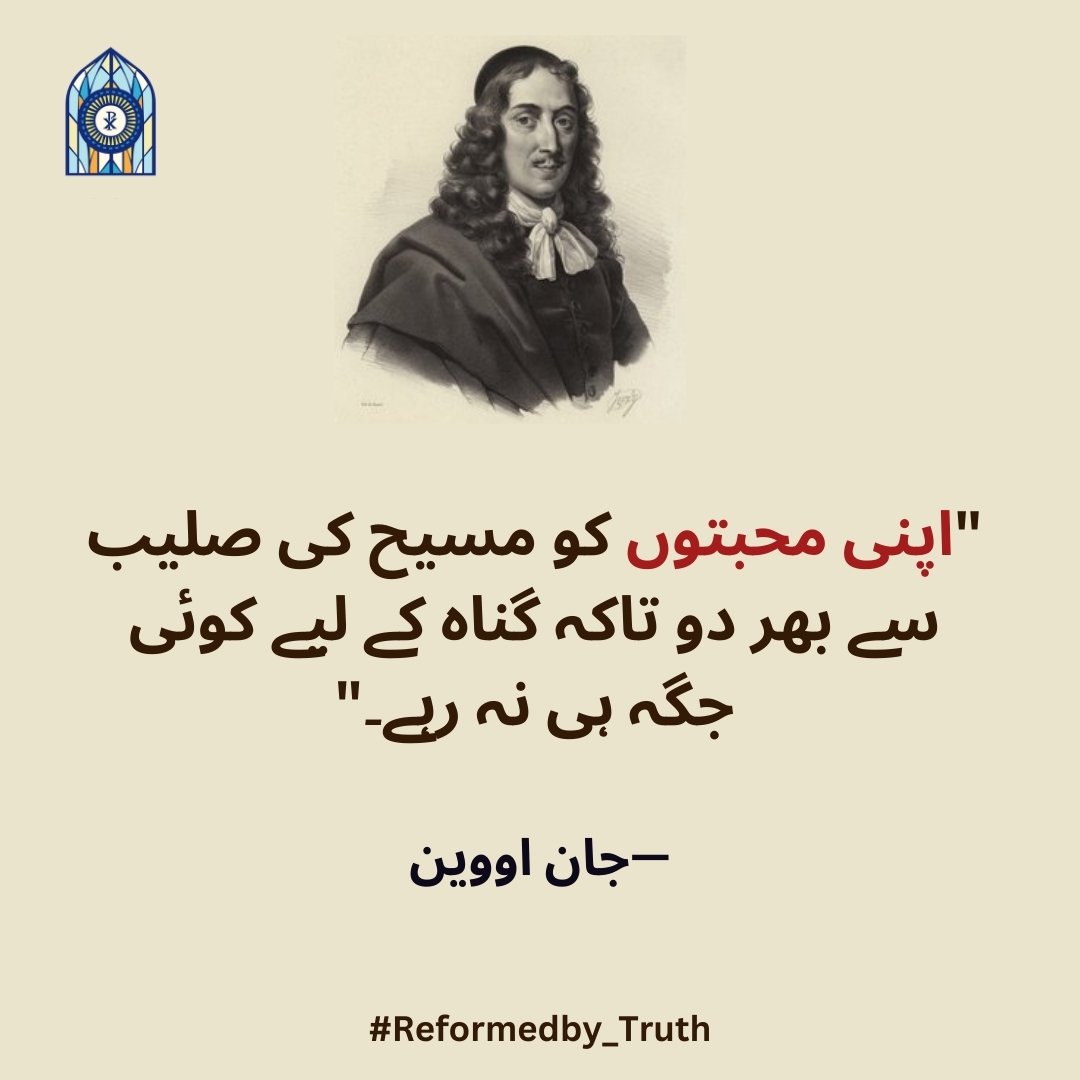 "اپنی محبتوں کو مسیح کی صلیب
سے بھر دو تاکہ گناہ کے لیے کوئی
جگہ ہی نہ رہے۔"
—جان اووین
#Reformedby_Truth